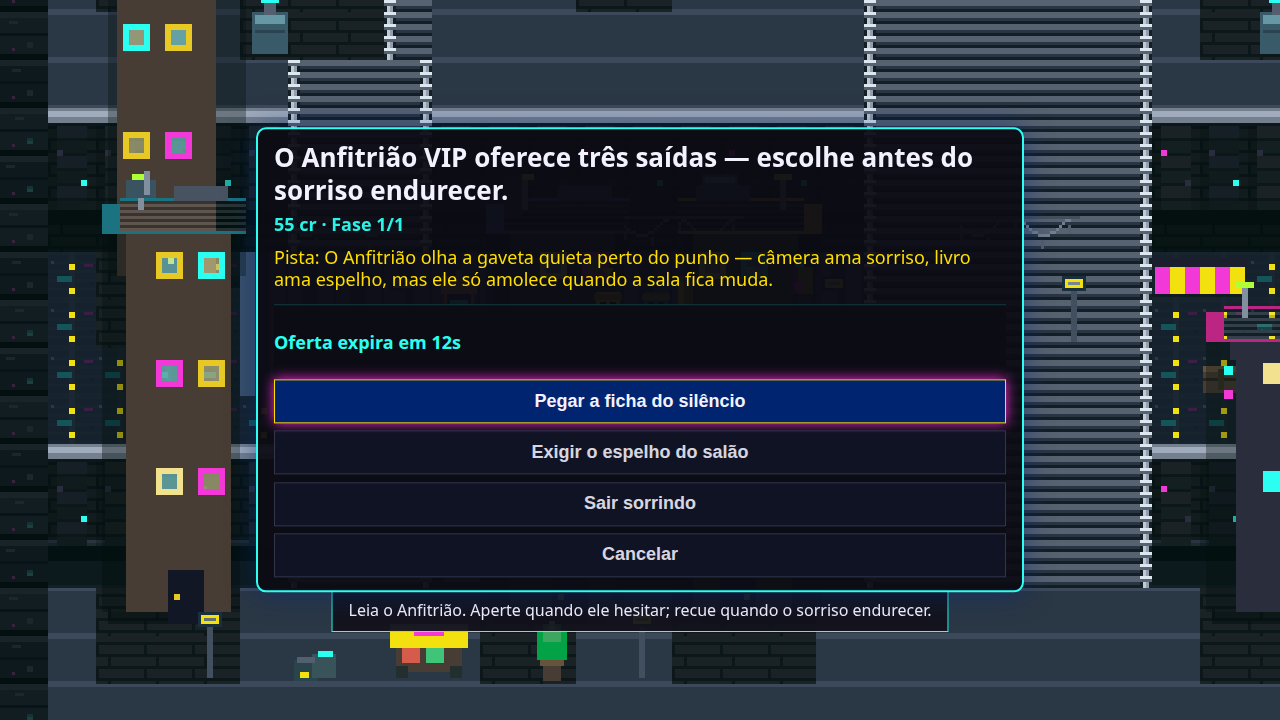 O Anfitrião VIP oferece três saídas — escolhe antes do
sorriso endurecer.
55 cr · Fase 1/1
Pista: O Anfitrião olha a gaveta quieta perto do punho — câmera ama sorriso, livro
ama espelho, mas ele só amolece quando a sala fica muda.
Oferta expira em 12s
Pegar a ficha do silêncio
Exigir o espelho do salão
Sair sorrindo
Cancelar
Leia o Anfitrião. Aperte quando ele hesitar; recue quando o sorriso endurecer.